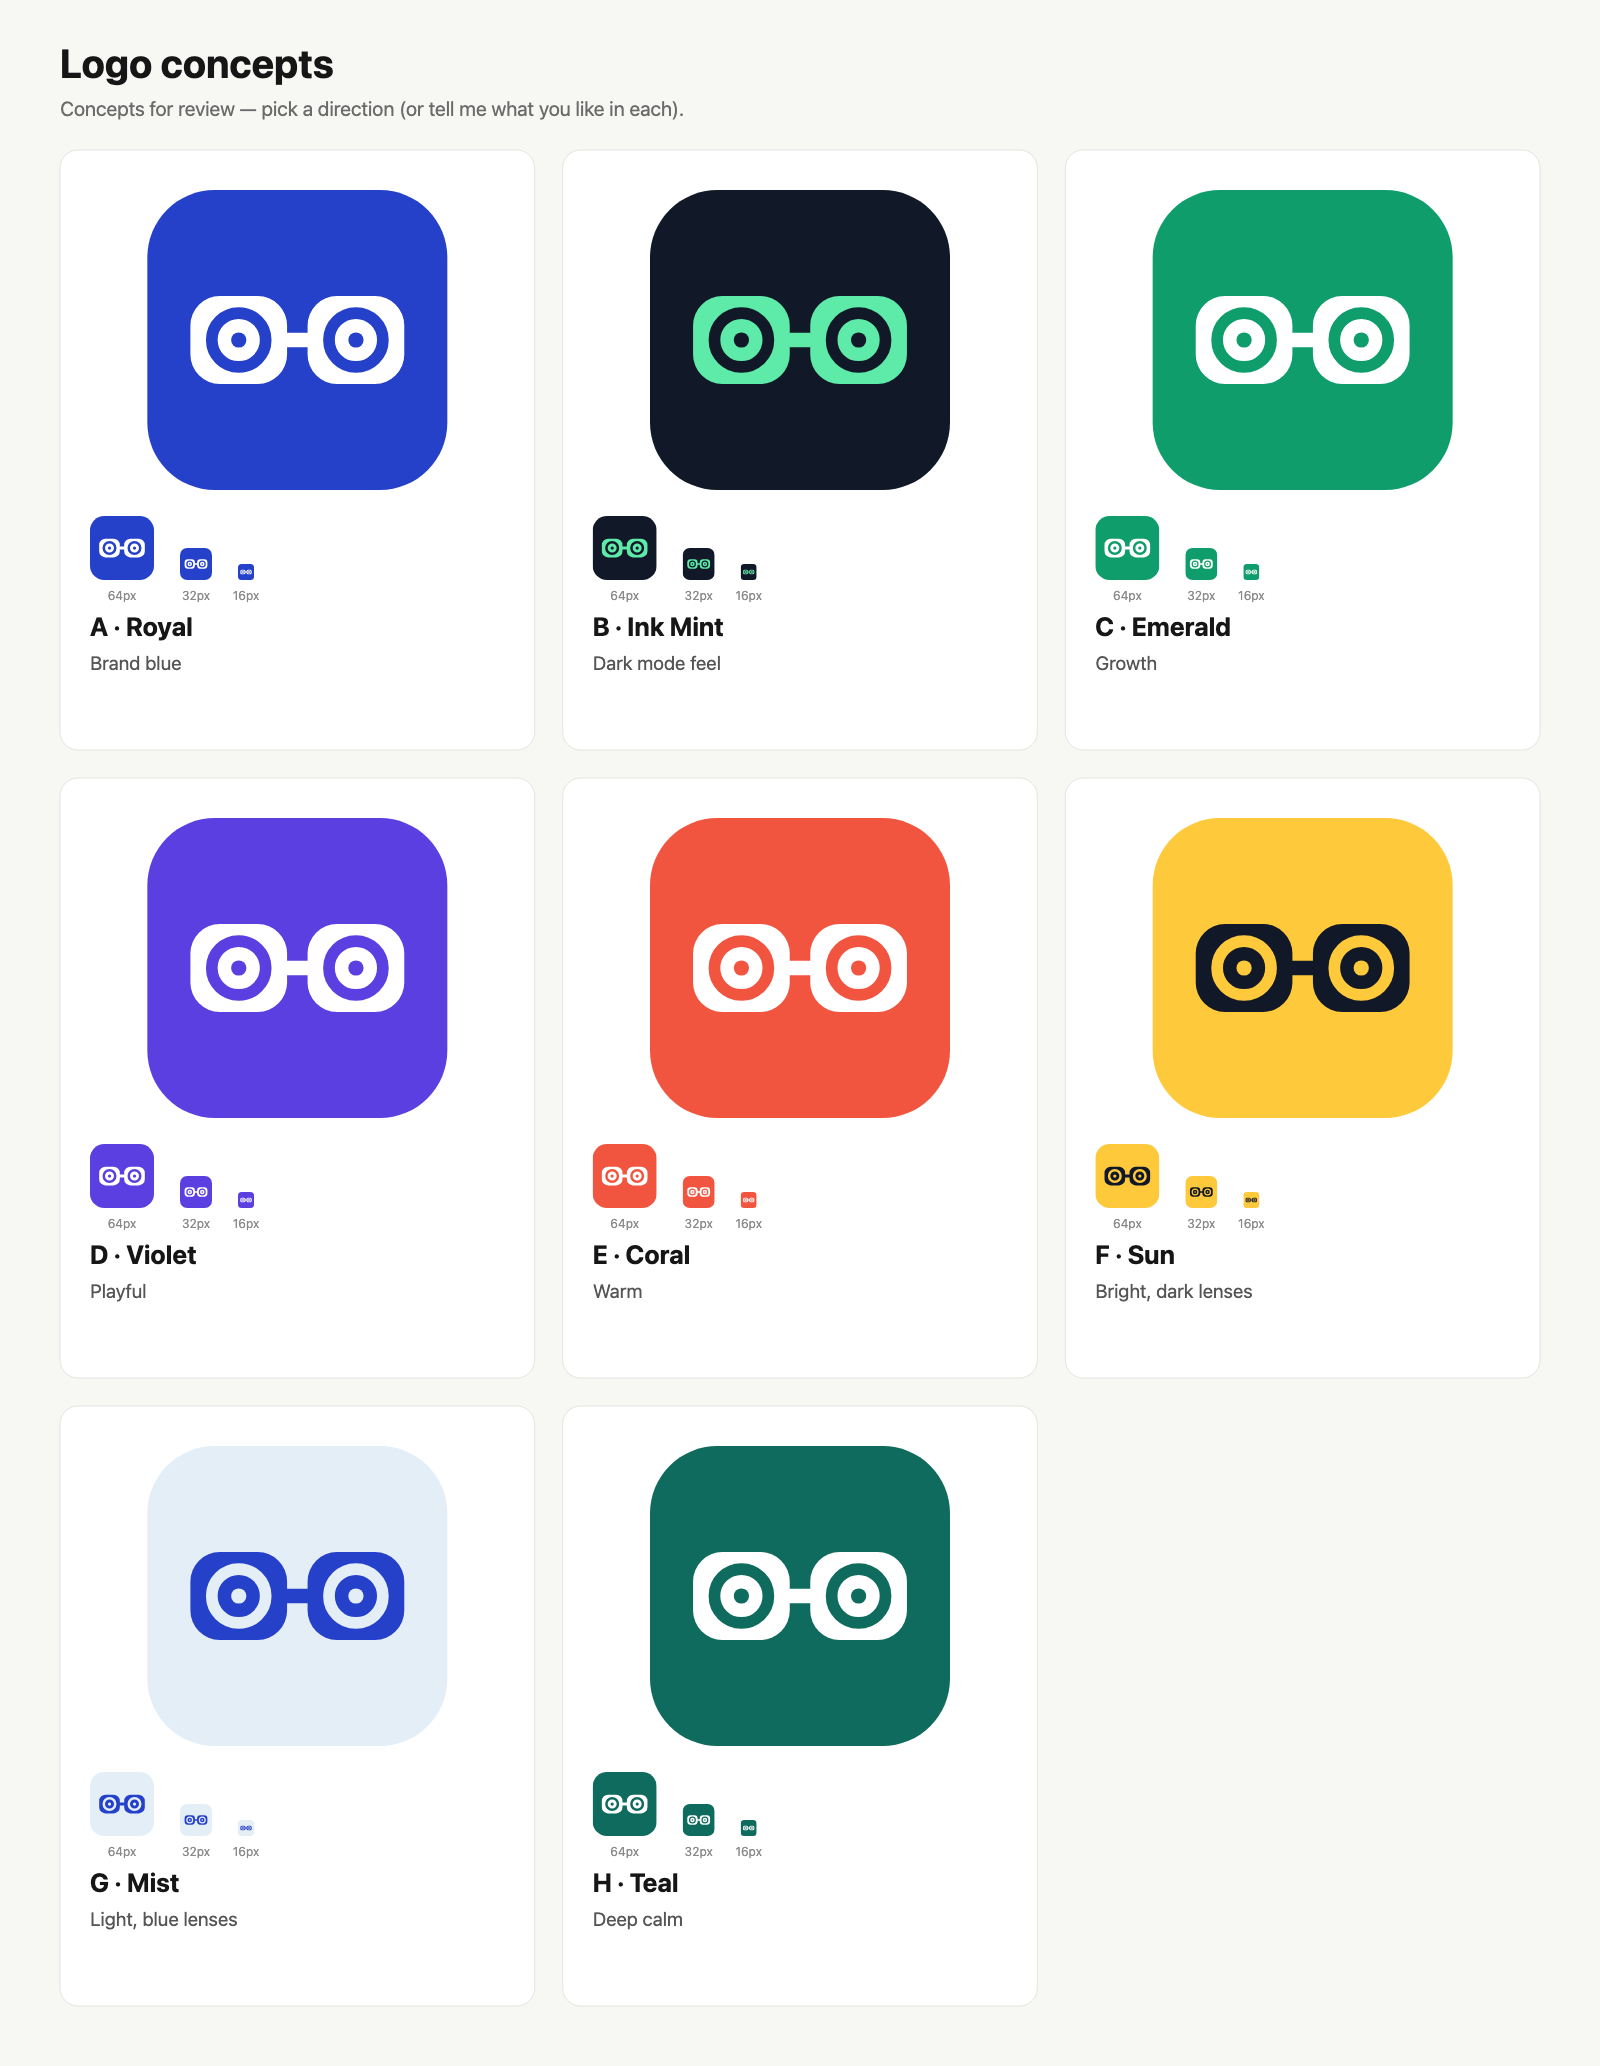 Logo concepts
Concepts for review — pick a direction (or tell me what you like in each).
64px 32px 16px
A · Royal
Brand blue
64px 32px 16px
B · Ink Mint
Dark mode feel
64px 32px 16px
C · Emerald
Growth
64px 32px 16px
D · Violet
Playful
64px 32px 16px
E · Coral
Warm
64px 32px 16px
F · Sun
Bright, dark lenses
64px 32px 16px
G · Mist
Light, blue lenses
64px 32px 16px
H · Teal
Deep calm